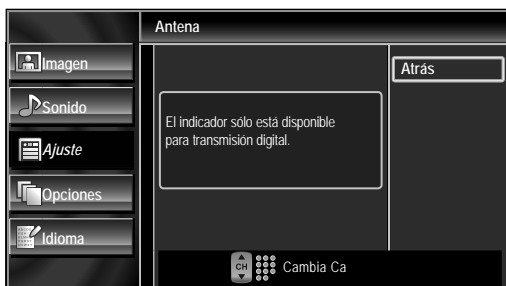 Antena
Imagen
Sonido
Ajuste
Opciones
Idioma
El indicador sólo está disponible
para transmisión digital.
Atrás
CH
Cambia Ca